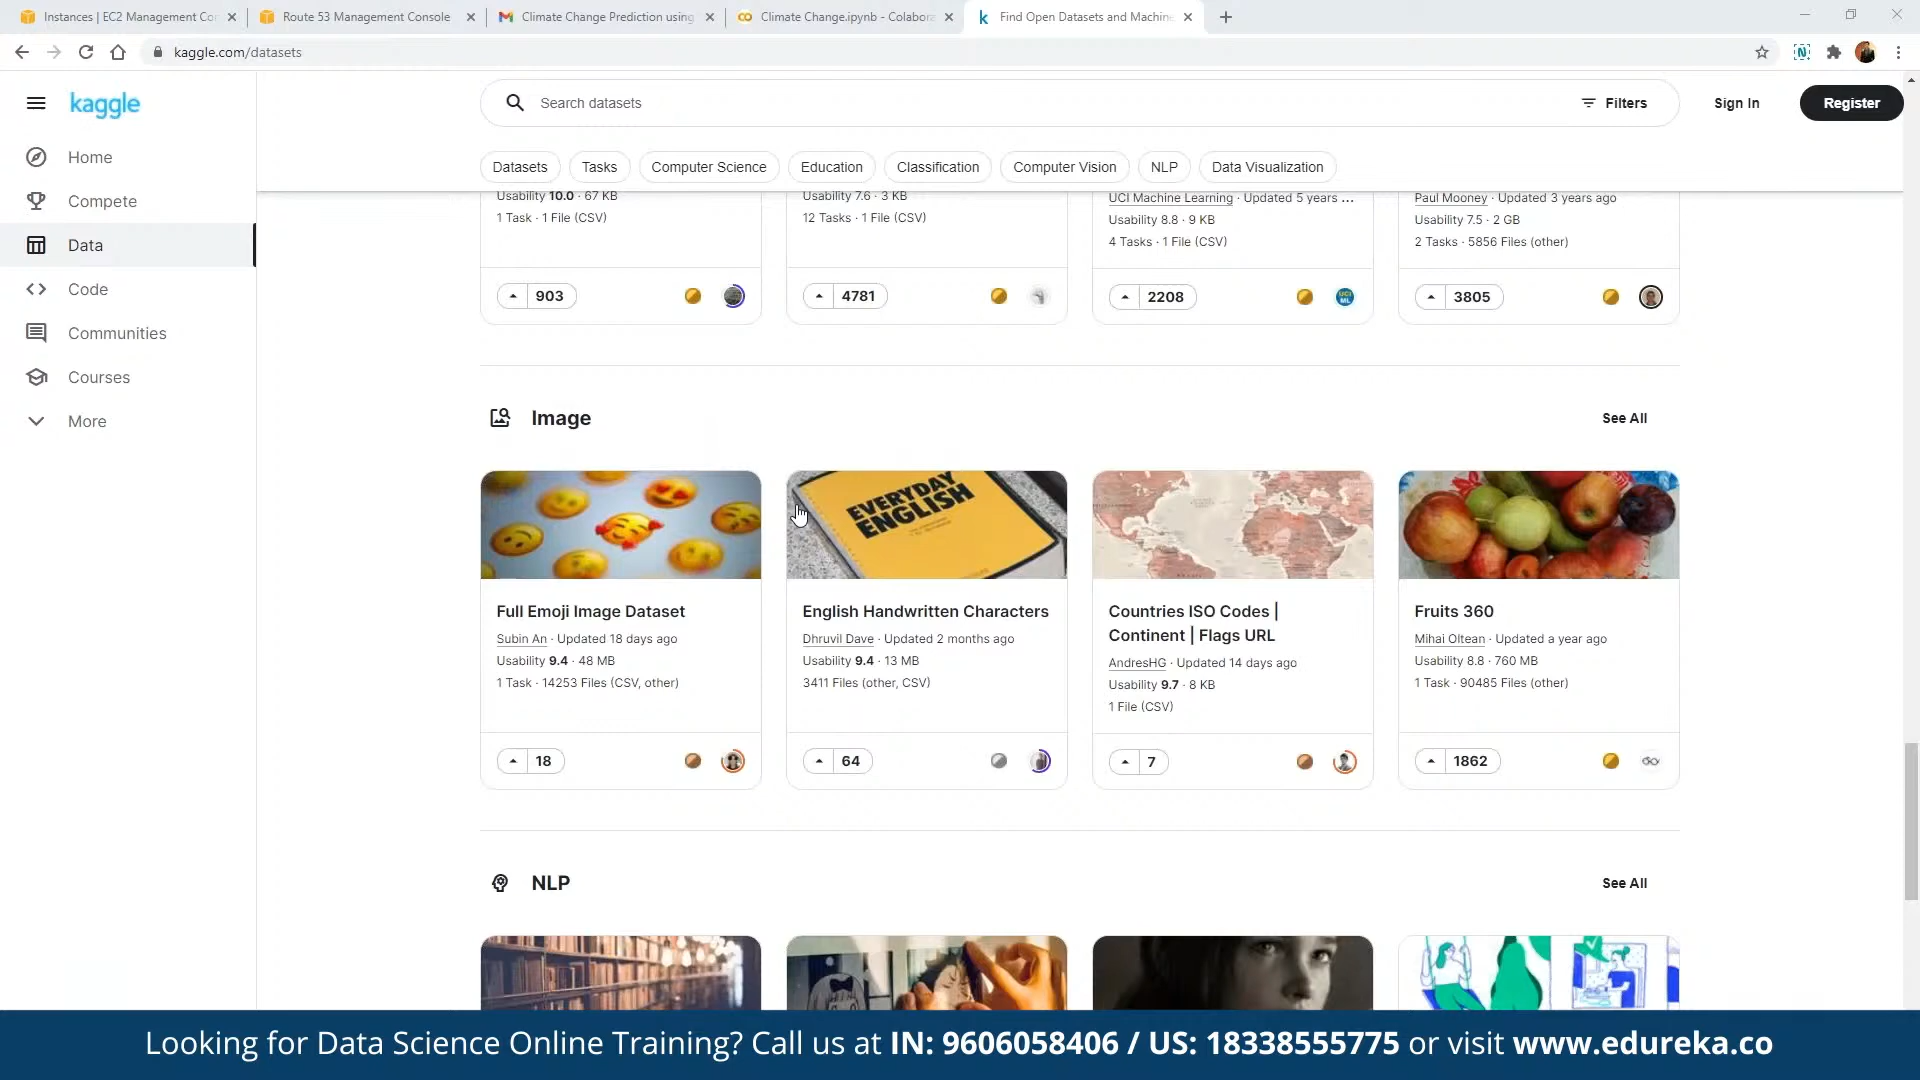 Instances | EC2 Management Co
Route 53 Management Console
Climate Change Prediction using
Climate Change.ipynb - Colabora
Find Open Datasets and Machine
kaggle.com/datasets
kaggle
Search datasets
Filters
Sign In
Register
Home
Compete
Data
Code
Communities
Courses
More
Datasets
Tasks
Computer Science
Education
Classification
Computer Vision
NLP
Data Visualization
Usability 10.0 · 67 KB
1 Task · 1 File (CSV)
903
Usability 7.6 · 3 KB
12 Tasks · 1 File (CSV)
4781
UCI Machine Learning · Updated 5 years ...
Usability 8.8 · 9 KB
4 Tasks · 1 File (CSV)
2208
UCI
ML
Paul Mooney · Updated 3 years ago
Usability 7.5 · 2 GB
2 Tasks · 5856 Files (other)
3805
Image
See All
EVERYDAY
ENGLISH
Full Emoji Image Dataset
Subin An · Updated 18 days ago
Usability 9.4 · 48 MB
1 Task · 14253 Files (CSV, other)
18
English Handwritten Characters
Dhruvil Dave · Updated 2 months ago
Usability 9.4 · 13 MB
3411 Files (other, CSV)
64
Countries ISO Codes |
Continent | Flags URL
AndresHG · Updated 14 days ago
Usability 9.7 · 8 KB
1 File (CSV)
7
Fruits 360
Mihai Oltean · Updated a year ago
Usability 8.8 · 760 MB
1 Task · 90485 Files (other)
1862
NLP
See All
Looking for Data Science Online Training? Call us at IN: 9606058406 / US: 18338555775 or visit www.edureka.co